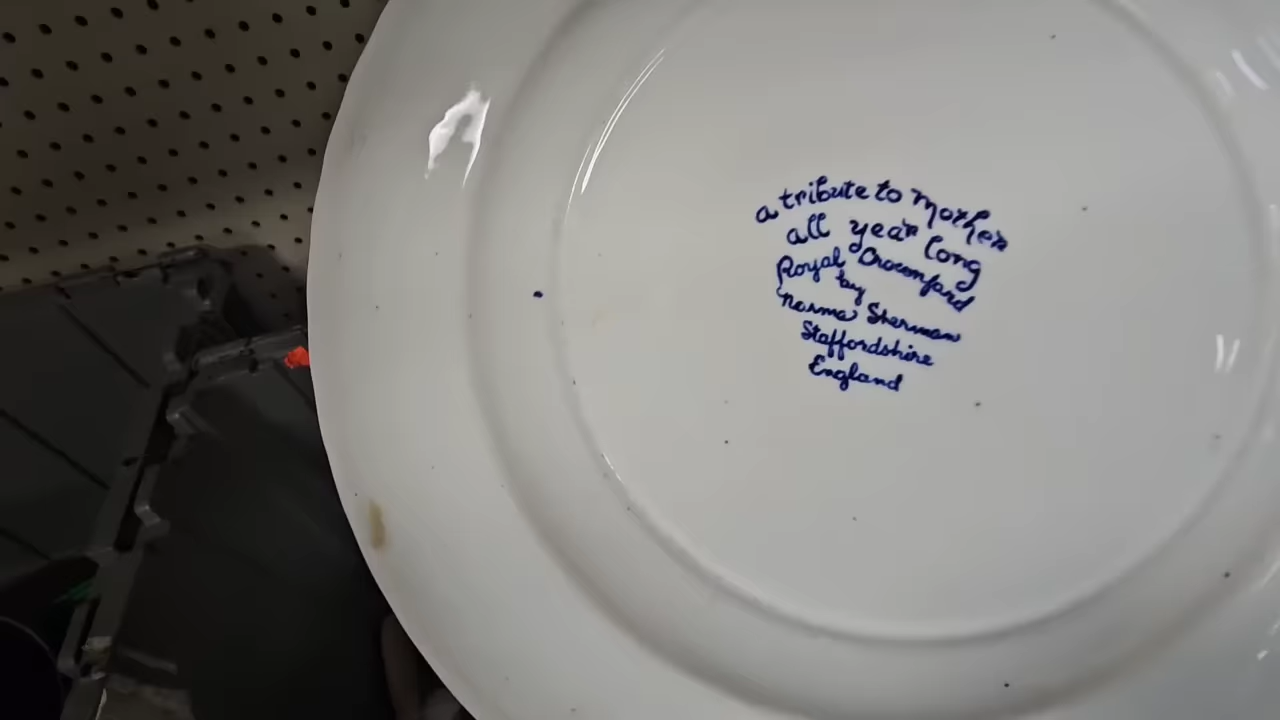 a tribute to Mother
all year long
Royal Crownford
by
Norma Sherman
Staffordshire
England